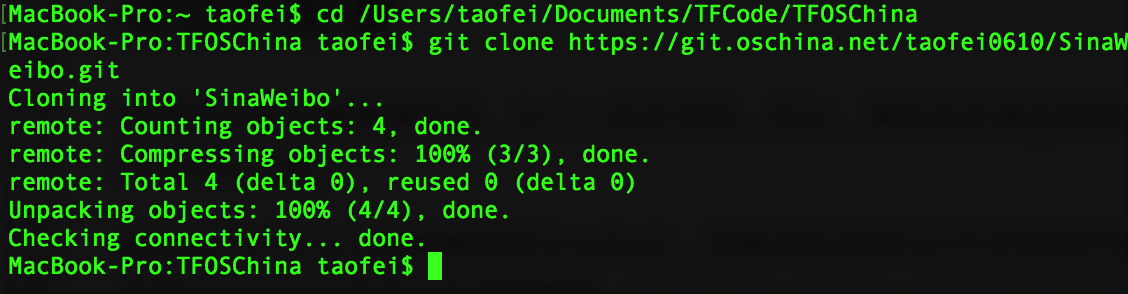 [MacBook-Pro:~ taofei$ cd /Users/taofei/Documents/TFCode/TFOSChina
[MacBook-Pro:TFOSChina taofei$ git clone https://git.oschina.net/taofei0610/SinaW
eibo.git
Cloning into 'SinaWeibo'...
remote: Counting objects: 4, done.
remote: Compressing objects: 100% (3/3), done.
remote: Total 4 (delta 0), reused 0 (delta 0)
Unpacking objects: 100% (4/4), done.
Checking connectivity... done.
MacBook-Pro:TFOSChina taofei$